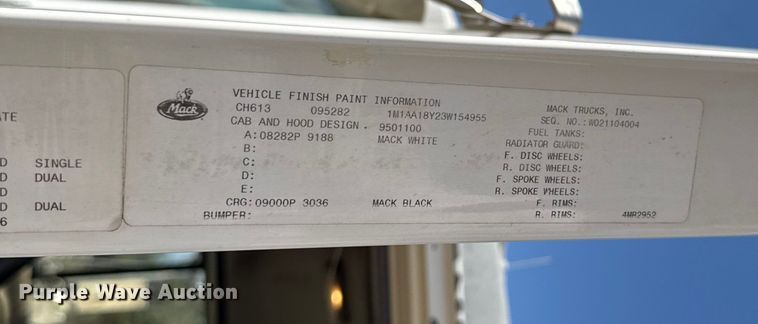 TE
D SINGLE
D DUAL
D
D DUAL
6
Mack
VEHICLE FINISH PAINT INFORMATION
CH613 095282 1M1AA18Y23W154955
CAB AND HOOD DESIGN. 9501100
A:08282P 9188 MACK WHITE
B:
C:
D:
E:
CRG:09000P 3036 MACK BLACK
BUMPER:
MACK TRUCKS, INC.
SEQ. NO.:W021104004
FUEL TANKS:
RADIATOR GUARD:
F. DISC WHEELS:
R. DISC WHEELS:
F. SPOKE WHEELS:
R. SPOKE WHEELS:
F. RIMS:
R. RIMS: 4MR2952
Purple Wave Auction